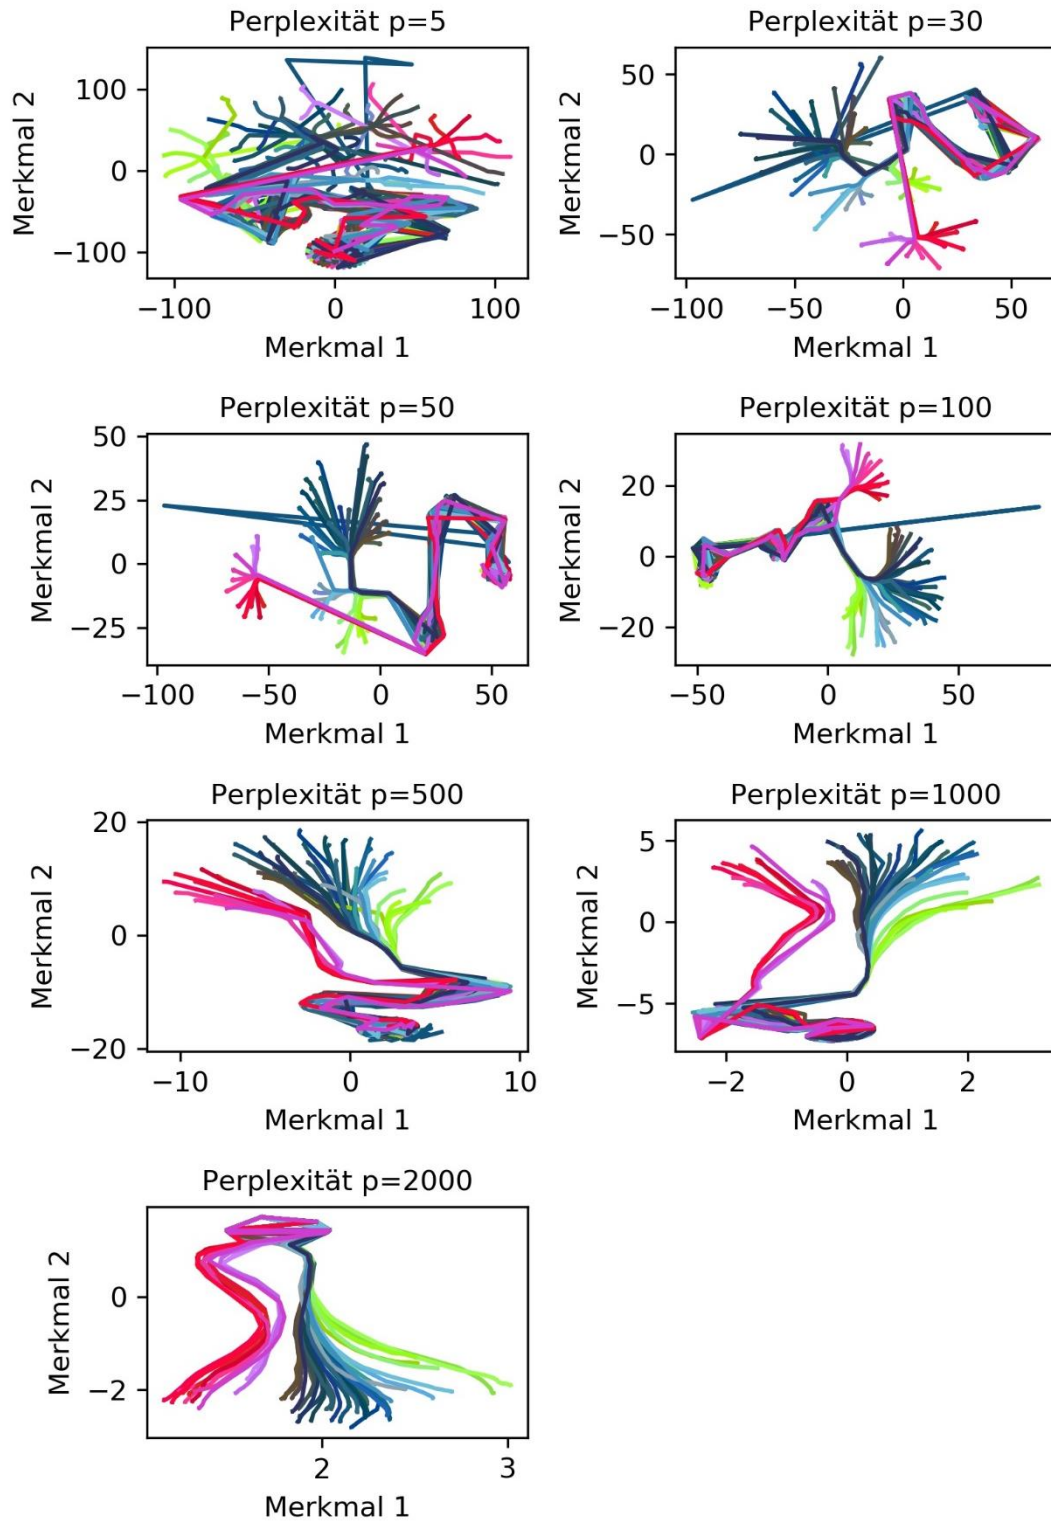 Perplexität p=5
Merkmal 2
100
0
−100
−100 0 100
Merkmal 1
Perplexität p=30
Merkmal 2
50
0
−50
−100 −50 0 50
Merkmal 1
Perplexität p=50
Merkmal 2
50
25
0
−25
−100 −50 0 50
Merkmal 1
Perplexität p=100
Merkmal 2
20
0
−20
−50 0 50
Merkmal 1
Perplexität p=500
Merkmal 2
20
0
−20
−10 0 10
Merkmal 1
Perplexität p=1000
Merkmal 2
5
0
−5
−2 0 2
Merkmal 1
Perplexität p=2000
Merkmal 2
0
−2
2 3
Merkmal 1